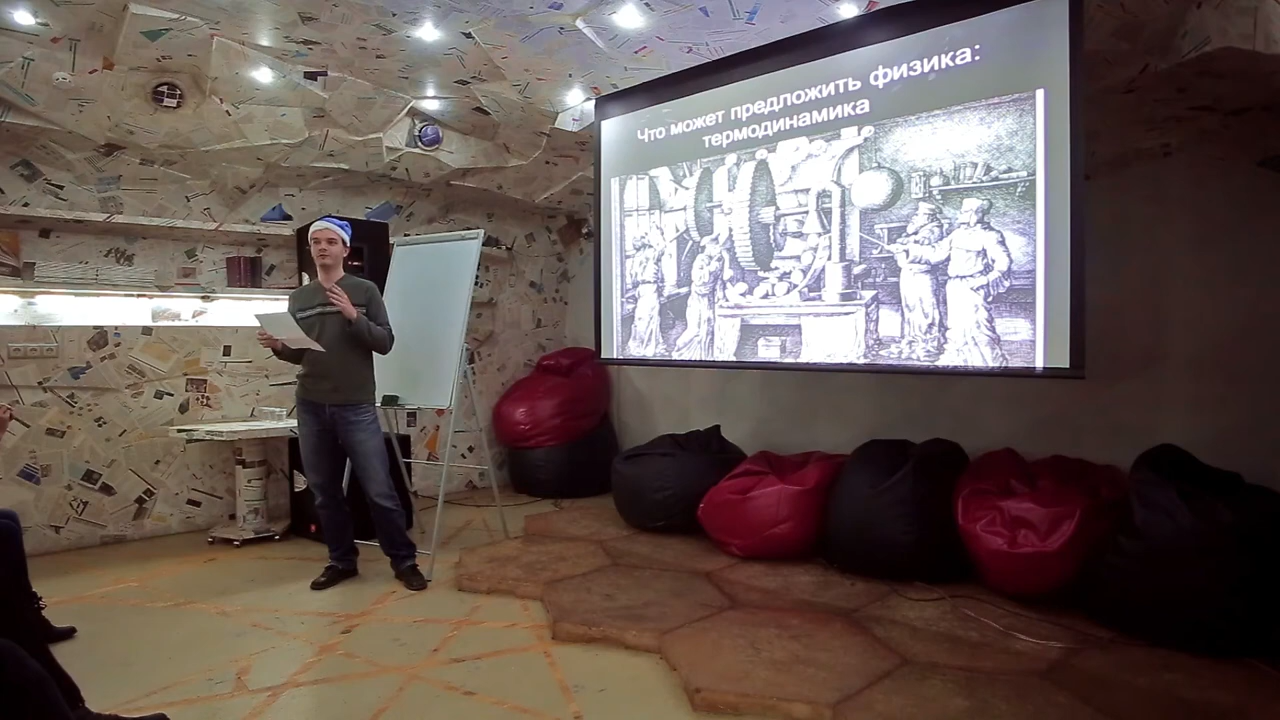 Что может предложить физика:
термодинамика